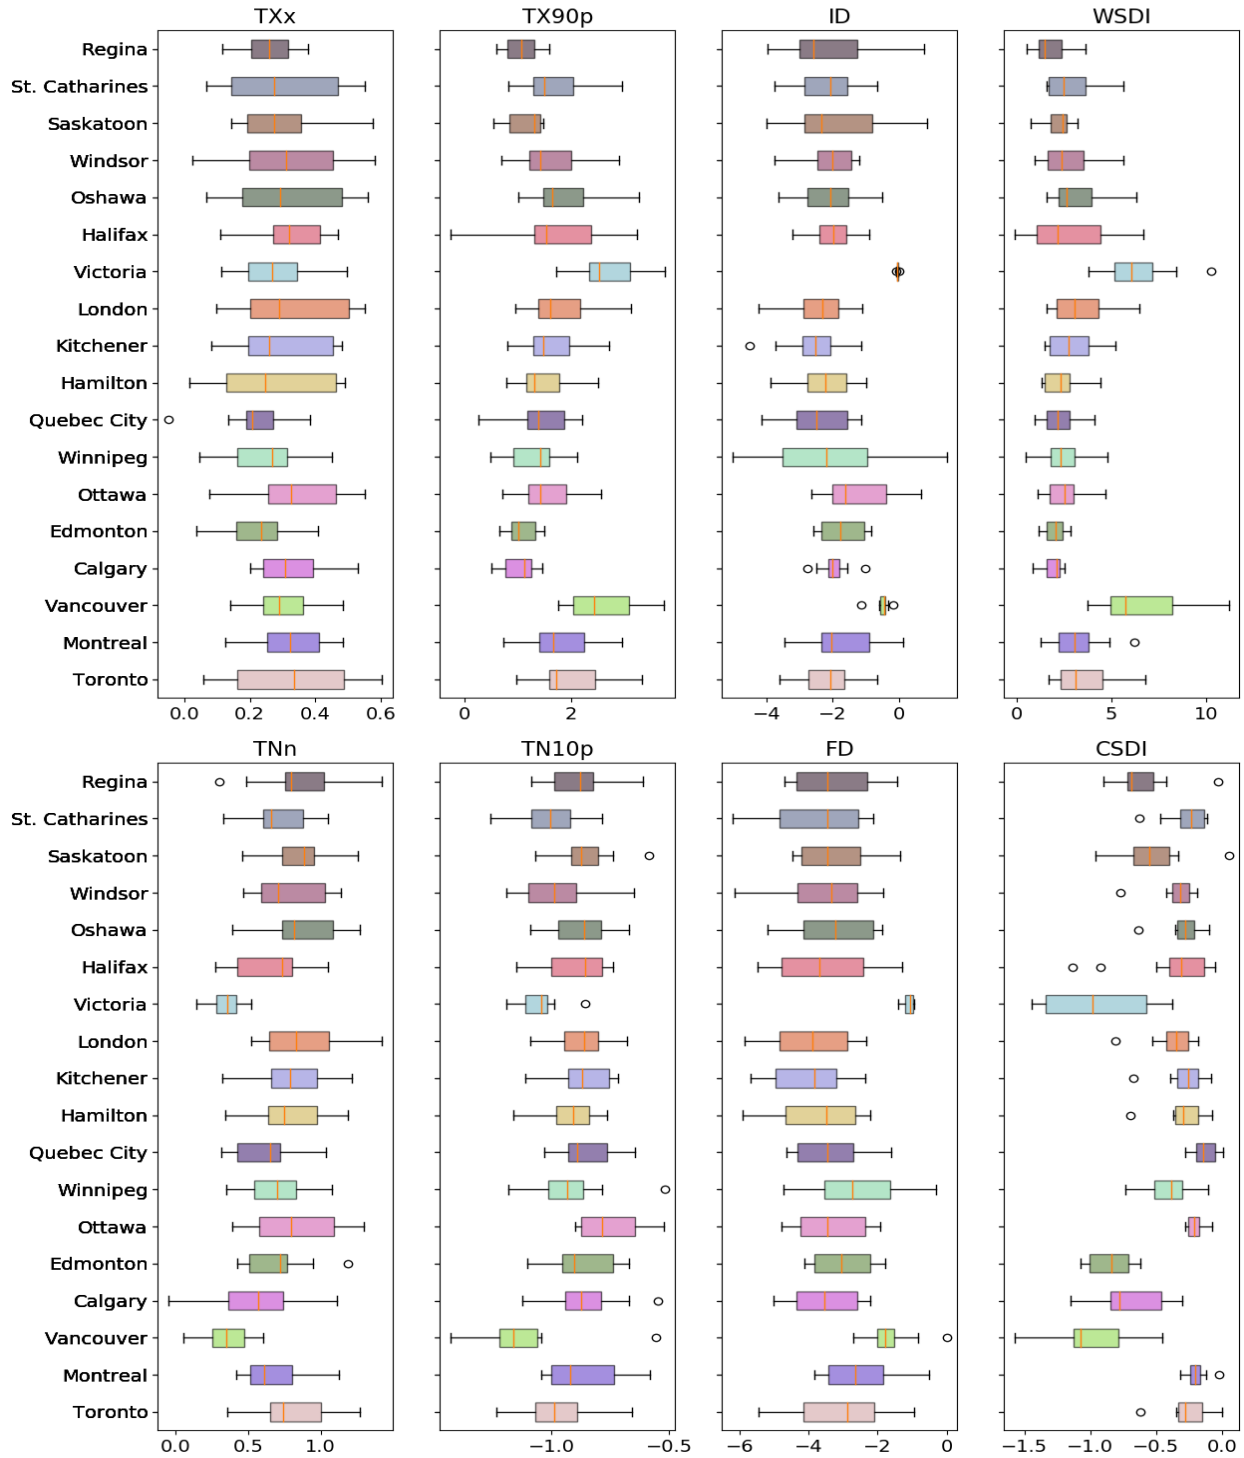 TXx TX90p ID WSDI
Regina
St. Catharines
Saskatoon
Windsor
Oshawa
Halifax
Victoria
London
Kitchener
Hamilton
Quebec City
Winnipeg
Ottawa
Edmonton
Calgary
Vancouver
Montreal
Toronto
0.0 0.2 0.4 0.6 0 2 −4 −2 0 0 5 10
TNn TN10p FD CSDI
Regina
St. Catharines
Saskatoon
Windsor
Oshawa
Halifax
Victoria
London
Kitchener
Hamilton
Quebec City
Winnipeg
Ottawa
Edmonton
Calgary
Vancouver
Montreal
Toronto
0.0 0.5 1.0 −1.0 −0.5 −6 −4 −2 0 −1.5 −1.0 −0.5 0.0